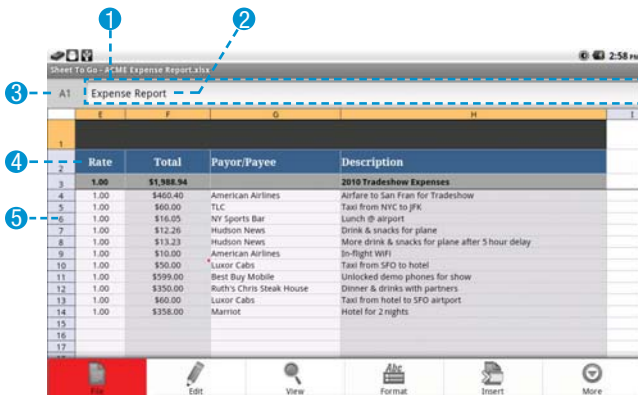 1 2
2:58 PM
Sheet To Go - ACME Expense Report.xlsx
3 A1 Expense Report
E F G H I
1
4 2 Rate Total Payor/Payee Description
3 1.00 $1,988.94 2010 Tradeshow Expenses
4 1.00 $460.40 American Airlines Airfare to San Fran for Tradeshow
5 1.00 $60.00 TLC Taxi from NYC to JFK
5 6 1.00 $16.05 NY Sports Bar Lunch @ airport
7 1.00 $12.26 Hudson News Drink & snacks for plane
8 1.00 $13.23 Hudson News More drink & snacks for plane after 5 hour delay
9 1.00 $10.00 American Airlines In-flight WiFi
10 1.00 $50.00 Luxor Cabs Taxi from SFO to hotel
11 1.00 $599.00 Best Buy Mobile Unlocked demo phones for show
12 1.00 $350.00 Ruth's Chris Steak House Dinner & drinks with partners
13 1.00 $60.00 Luxor Cabs Taxi from hotel to SFO airtport
14 1.00 $358.00 Marriot Hotel for 2 nights
15
16
17
File Edit View Format Insert More